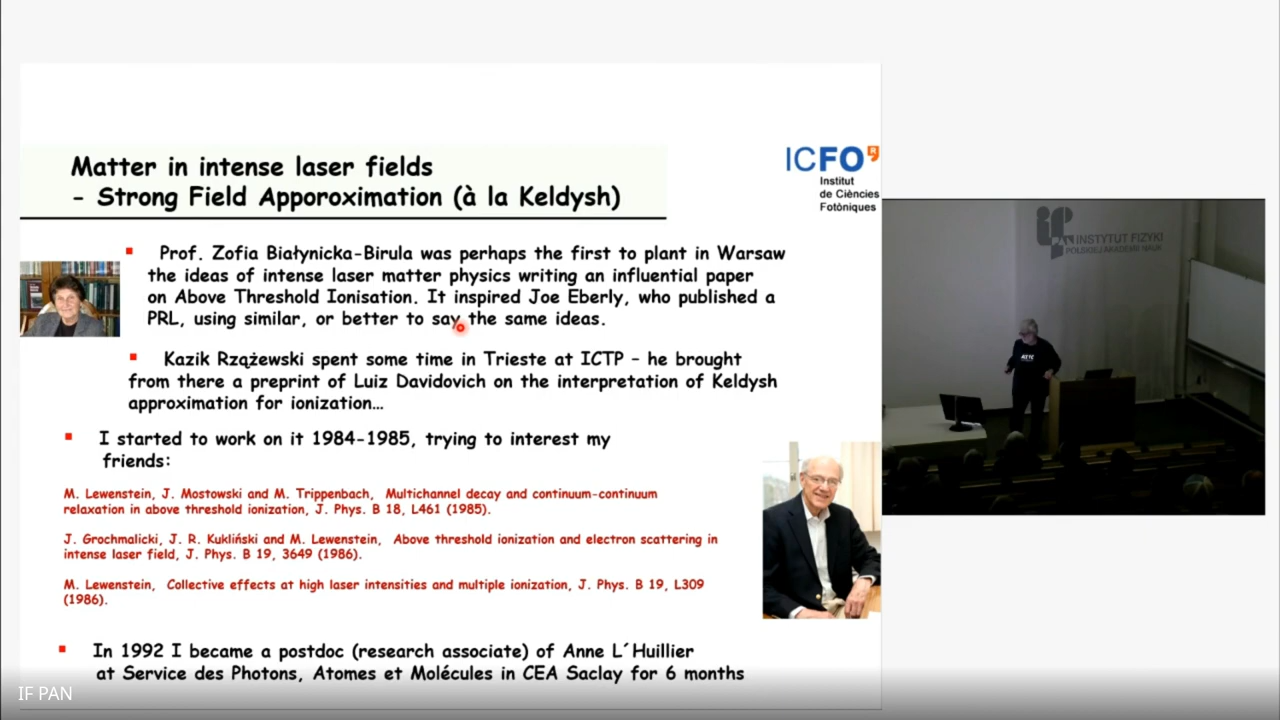 Matter in intense laser fields
- Strong Field Apporoximation (à la Keldysh)
ICFO
Institut
de Ciències
Fotòniques
Prof. Zofia Białynicka-Birula was perhaps the first to plant in Warsaw
the ideas of intense laser matter physics writing an influential paper
on Above Threshold Ionisation. It inspired Joe Eberly, who published a
PRL, using similar, or better to say the same ideas.
Kazik Rzążewski spent some time in Trieste at ICTP – he brought
from there a preprint of Luiz Davidovich on the interpretation of Keldysh
approximation for ionization…
I started to work on it 1984-1985, trying to interest my
friends:
M. Lewenstein, J. Mostowski and M. Trippenbach, Multichannel decay and continuum-continuum
relaxation in above threshold ionization, J. Phys. B 18, L461 (1985).
J. Grochmalicki, J. R. Kukliński and M. Lewenstein, Above threshold ionization and electron scattering in
intense laser field, J. Phys. B 19, 3649 (1986).
M. Lewenstein, Collective effects at high laser intensities and multiple ionization, J. Phys. B 19, L309
(1986).
In 1992 I became a postdoc (research associate) of Anne L´Huillier
at Service des Photons, Atomes et Molécules in CEA Saclay for 6 months
INSTYTUT FIZYKI
POLSKIEJ AKADEMII NAUK
IF PAN